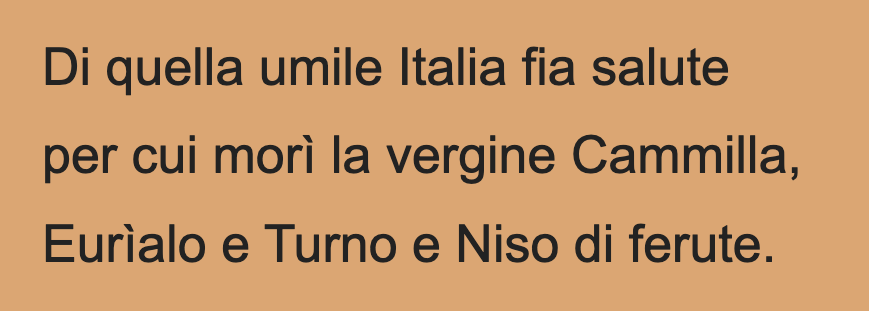 Di quella umile Italia fia salute
per cui morì la vergine Cammilla,
Eurìalo e Turno e Niso di ferute.